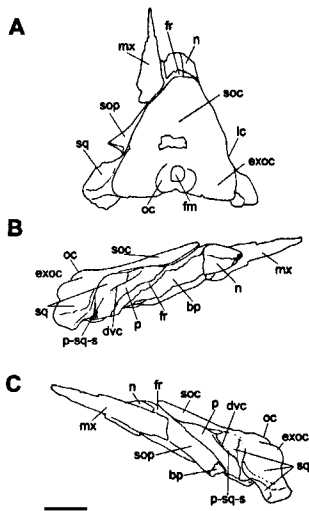 A
fr
n
mx
soc
sop
sq
lc
exoc
oc
fm
B
oc
soc
exoc
mx
sq
n
bp
fr
p
dvc
p-sq-s
C
n
fr
soc
p
dvc
oc
exoc
mx
sq
sop
bp
p-sq-s